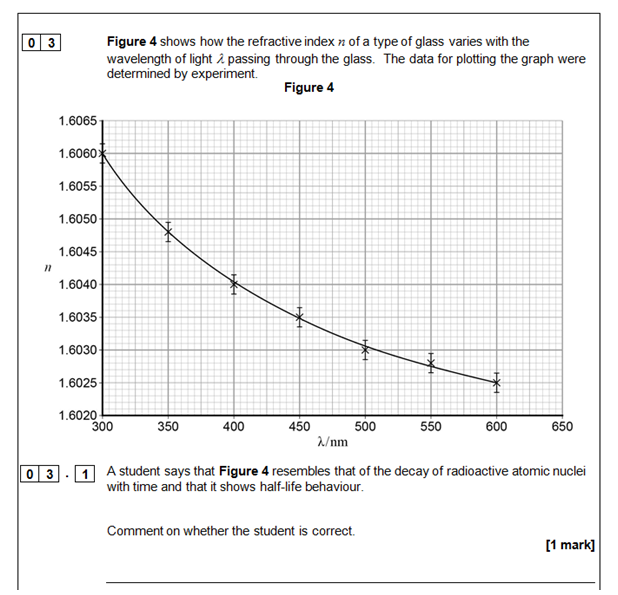 0 3 Figure 4 shows how the refractive index n of a type of glass varies with the
wavelength of light λ passing through the glass. The data for plotting the graph were
determined by experiment.
Figure 4
1.6065
1.6060
1.6055
1.6050
1.6045
n
1.6040
1.6035
1.6030
1.6025
1.6020
300 350 400 450 500 550 600 650
λ/nm
0 3 . 1 A student says that Figure 4 resembles that of the decay of radioactive atomic nuclei
with time and that it shows half-life behaviour.
Comment on whether the student is correct.
[1 mark]